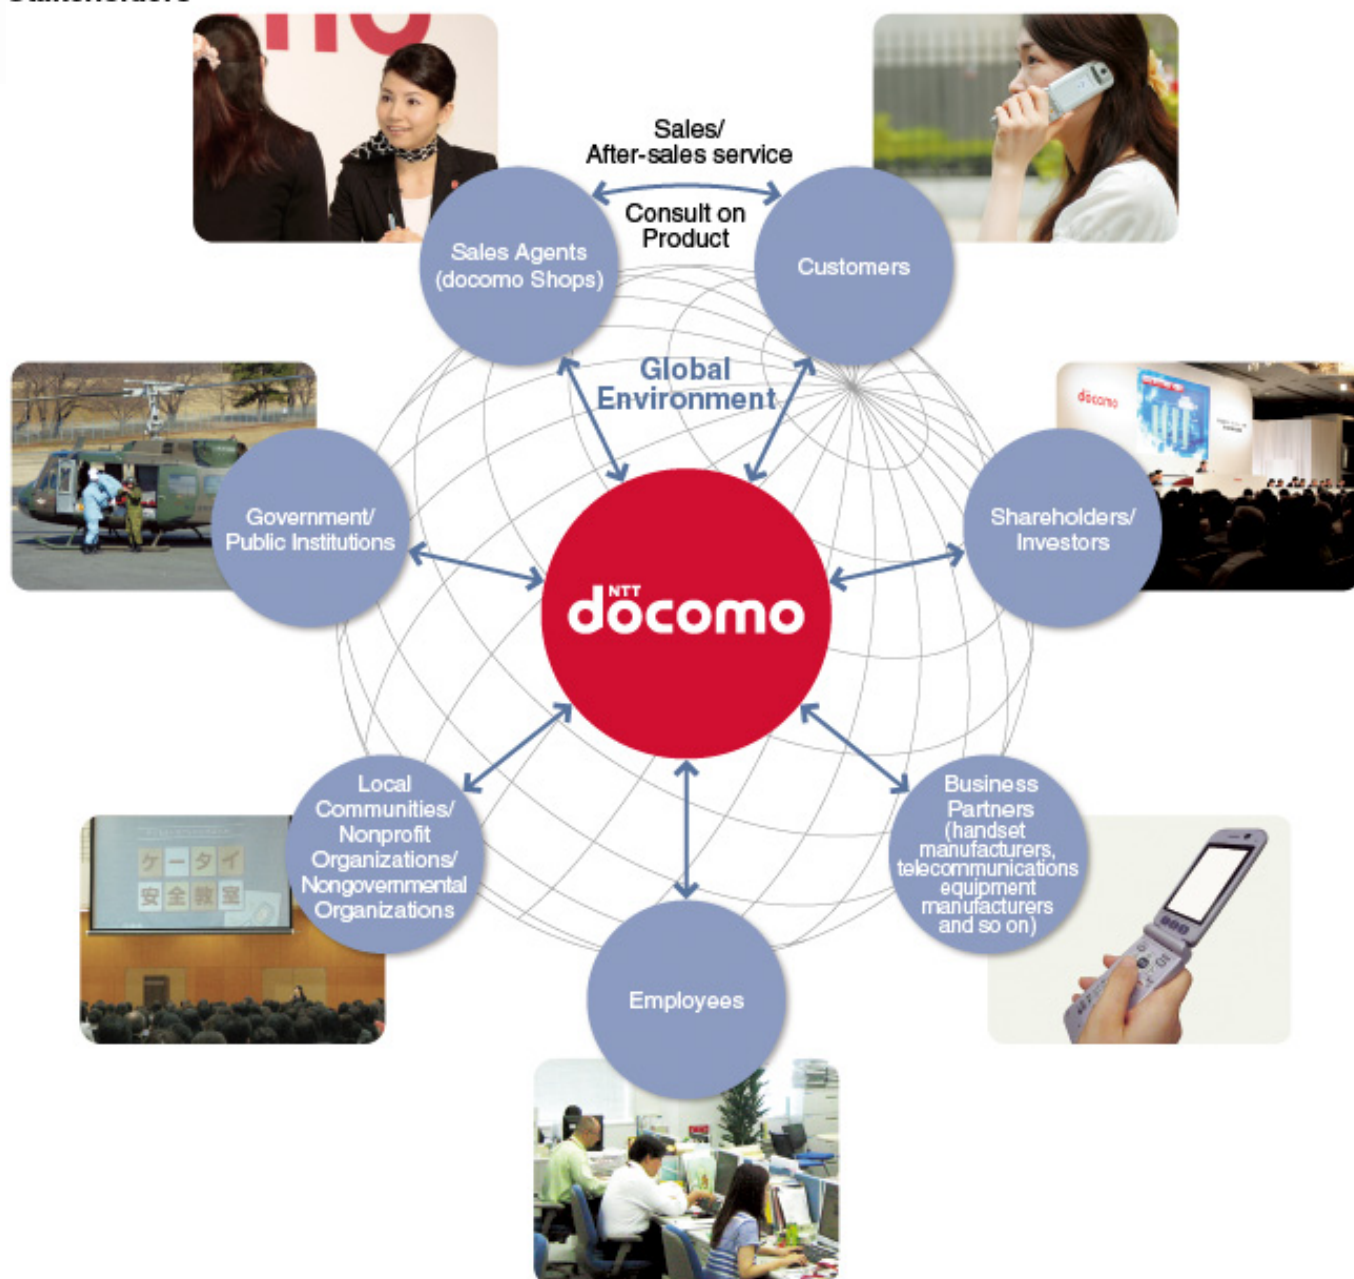 Stakeholders
Sales/
After-sales service
Consult on
Product
Sales Agents
(docomo Shops)
Customers
Global
Environment
docomo
Government/
Public Institutions
Shareholders/
Investors
NTT
docomo
Local
Communities/
Nonprofit
Organizations/
Nongovernmental
Organizations
Business
Partners
(handset
manufacturers,
telecommunications
equipment
manufacturers
and so on)
ケータイ
安全教室
Employees